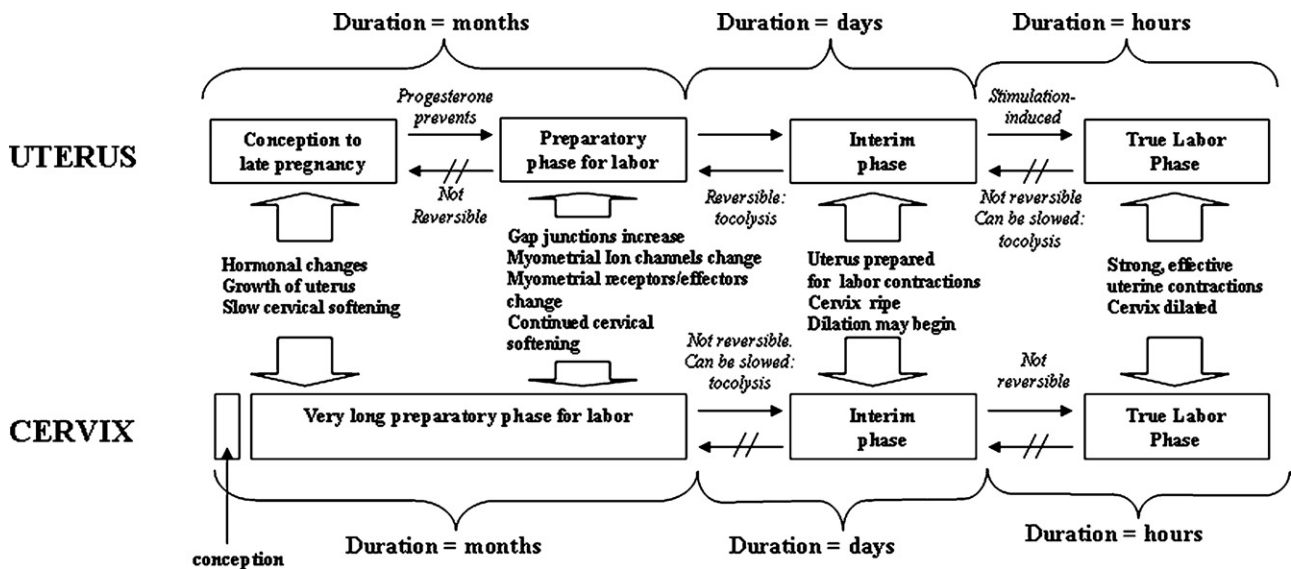 Duration = months
Duration = days
Duration = hours
UTERUS
Conception to
late pregnancy
Progesterone
prevents
Not
Reversible
Preparatory
phase for labor
Reversible:
tocolysis
Interim
phase
Stimulation-
induced
Not reversible
Can be slowed:
tocolysis
True Labor
Phase
Hormonal changes
Growth of uterus
Slow cervical softening
Gap junctions increase
Myometrial Ion channels change
Myometrial receptors/effectors
change
Continued cervical
softening
Uterus prepared
for labor contractions
Cervix ripe
Dilation may begin
Strong, effective
uterine contractions
Cervix dilated
CERVIX
Very long preparatory phase for labor
Not reversible.
Can be slowed:
tocolysis
Interim
phase
Not
reversible
True Labor
Phase
conception
Duration = months
Duration = days
Duration = hours